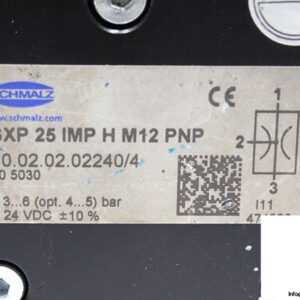 SCHMALZ
www.schmalz.com
SXP 25 IMP H M12 PNP
0.02.02.02240/4
5030
3...6 (opt. 4...5) bar
24 VDC ±10 %
CE
1
2
3
I11